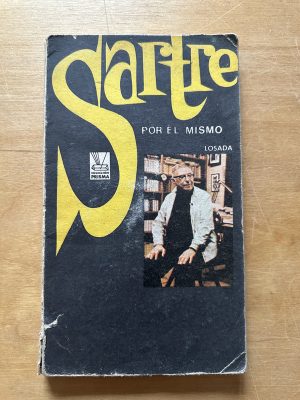 Sartre
POR EL MISMO
LOSADA
PRISMA